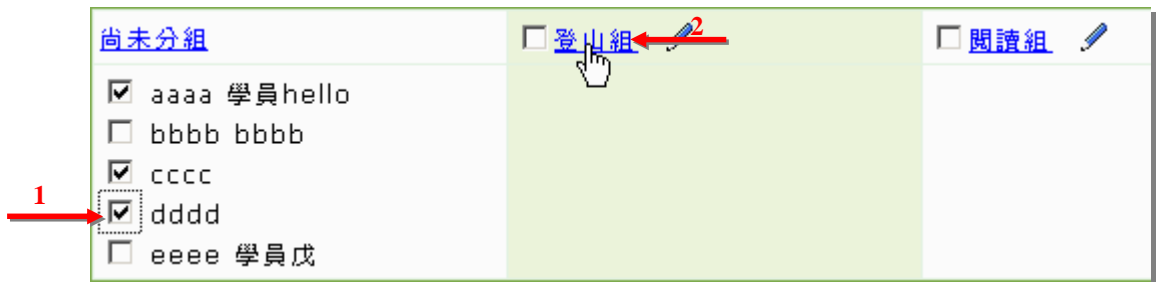 尚未分組 登山組 2 閱讀組
aaaa 學員hello
bbbb bbbb
cccc
1 dddd
eeee 學員戊